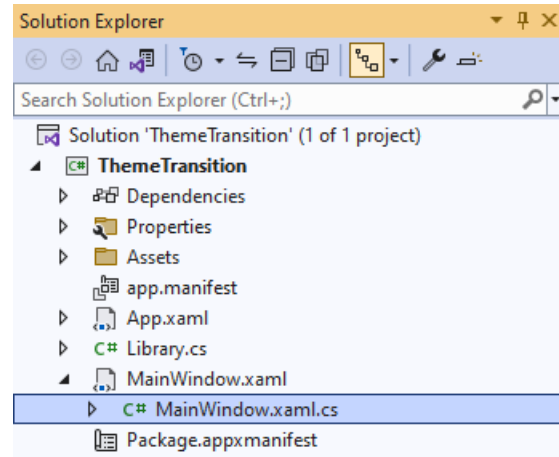 Solution Explorer
Search Solution Explorer (Ctrl+;)
Solution 'ThemeTransition' (1 of 1 project)
C# ThemeTransition
Dependencies
Properties
Assets
app.manifest
App.xaml
C# Library.cs
MainWindow.xaml
C# MainWindow.xaml.cs
Package.appxmanifest